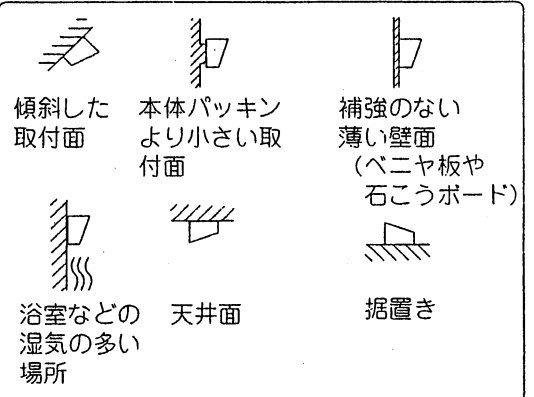 傾斜した
取付面
本体パッキン
より小さい取
付面
補強のない
薄い壁面
(ベニヤ板や
石こうボード)
浴室などの
湿気の多い
場所
天井面
据置き